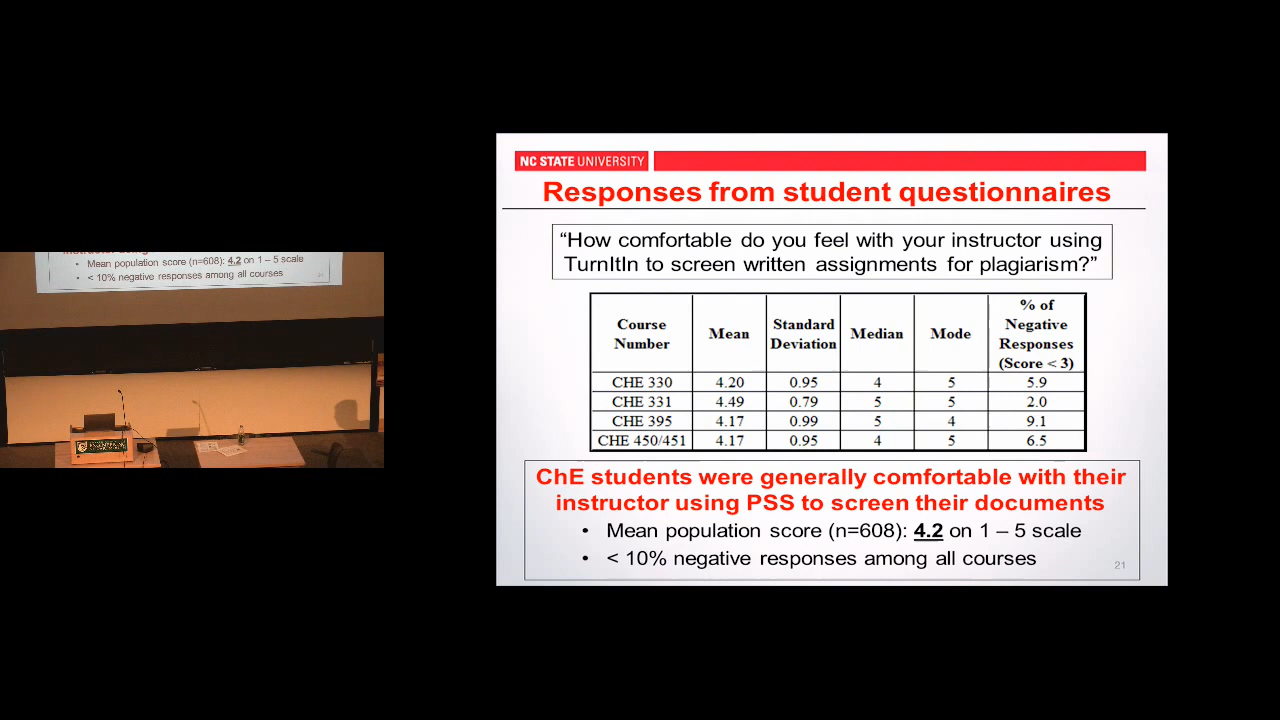 Mean population score (n=608): 4.2 on 1 – 5 scale
< 10% negative responses among all courses
NC STATE UNIVERSITY
Responses from student questionnaires
“How comfortable do you feel with your instructor using
TurnItIn to screen written assignments for plagiarism?”
Course Number | Mean | Standard Deviation | Median | Mode | % of Negative Responses (Score < 3)
CHE 330 | 4.20 | 0.95 | 4 | 5 | 5.9
CHE 331 | 4.49 | 0.79 | 5 | 5 | 2.0
CHE 395 | 4.17 | 0.99 | 5 | 4 | 9.1
CHE 450/451 | 4.17 | 0.95 | 4 | 5 | 6.5
ChE students were generally comfortable with their
instructor using PSS to screen their documents
• Mean population score (n=608): 4.2 on 1 – 5 scale
• < 10% negative responses among all courses
21